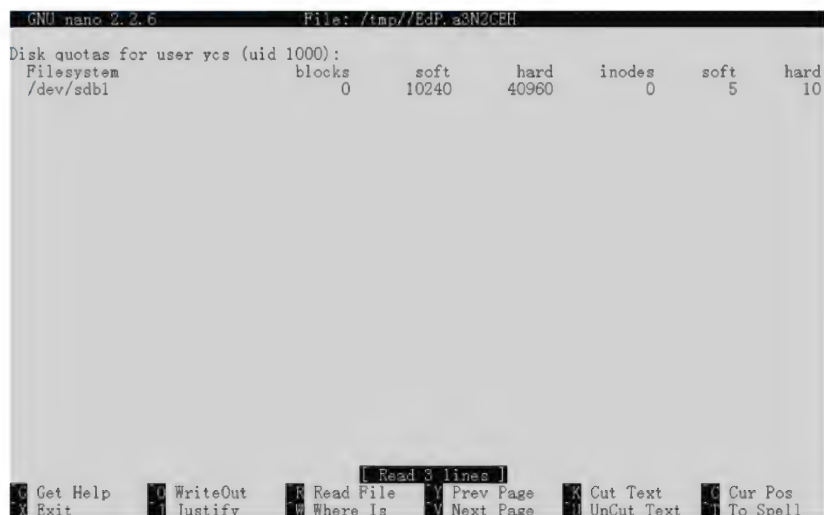 GNU nano 2.2.6 File: /tmp//EdP.a3N2CEH
Disk quotas for user ycs (uid 1000):
Filesystem blocks soft hard inodes soft hard
/dev/sdb1 0 10240 40960 0 5 10
[ Read 3 lines ]
^G Get Help ^O WriteOut ^R Read File ^Y Prev Page ^K Cut Text ^C Cur Pos
^X Exit ^J Justify ^W Where Is ^V Next Page ^U UnCut Text ^T To Spell